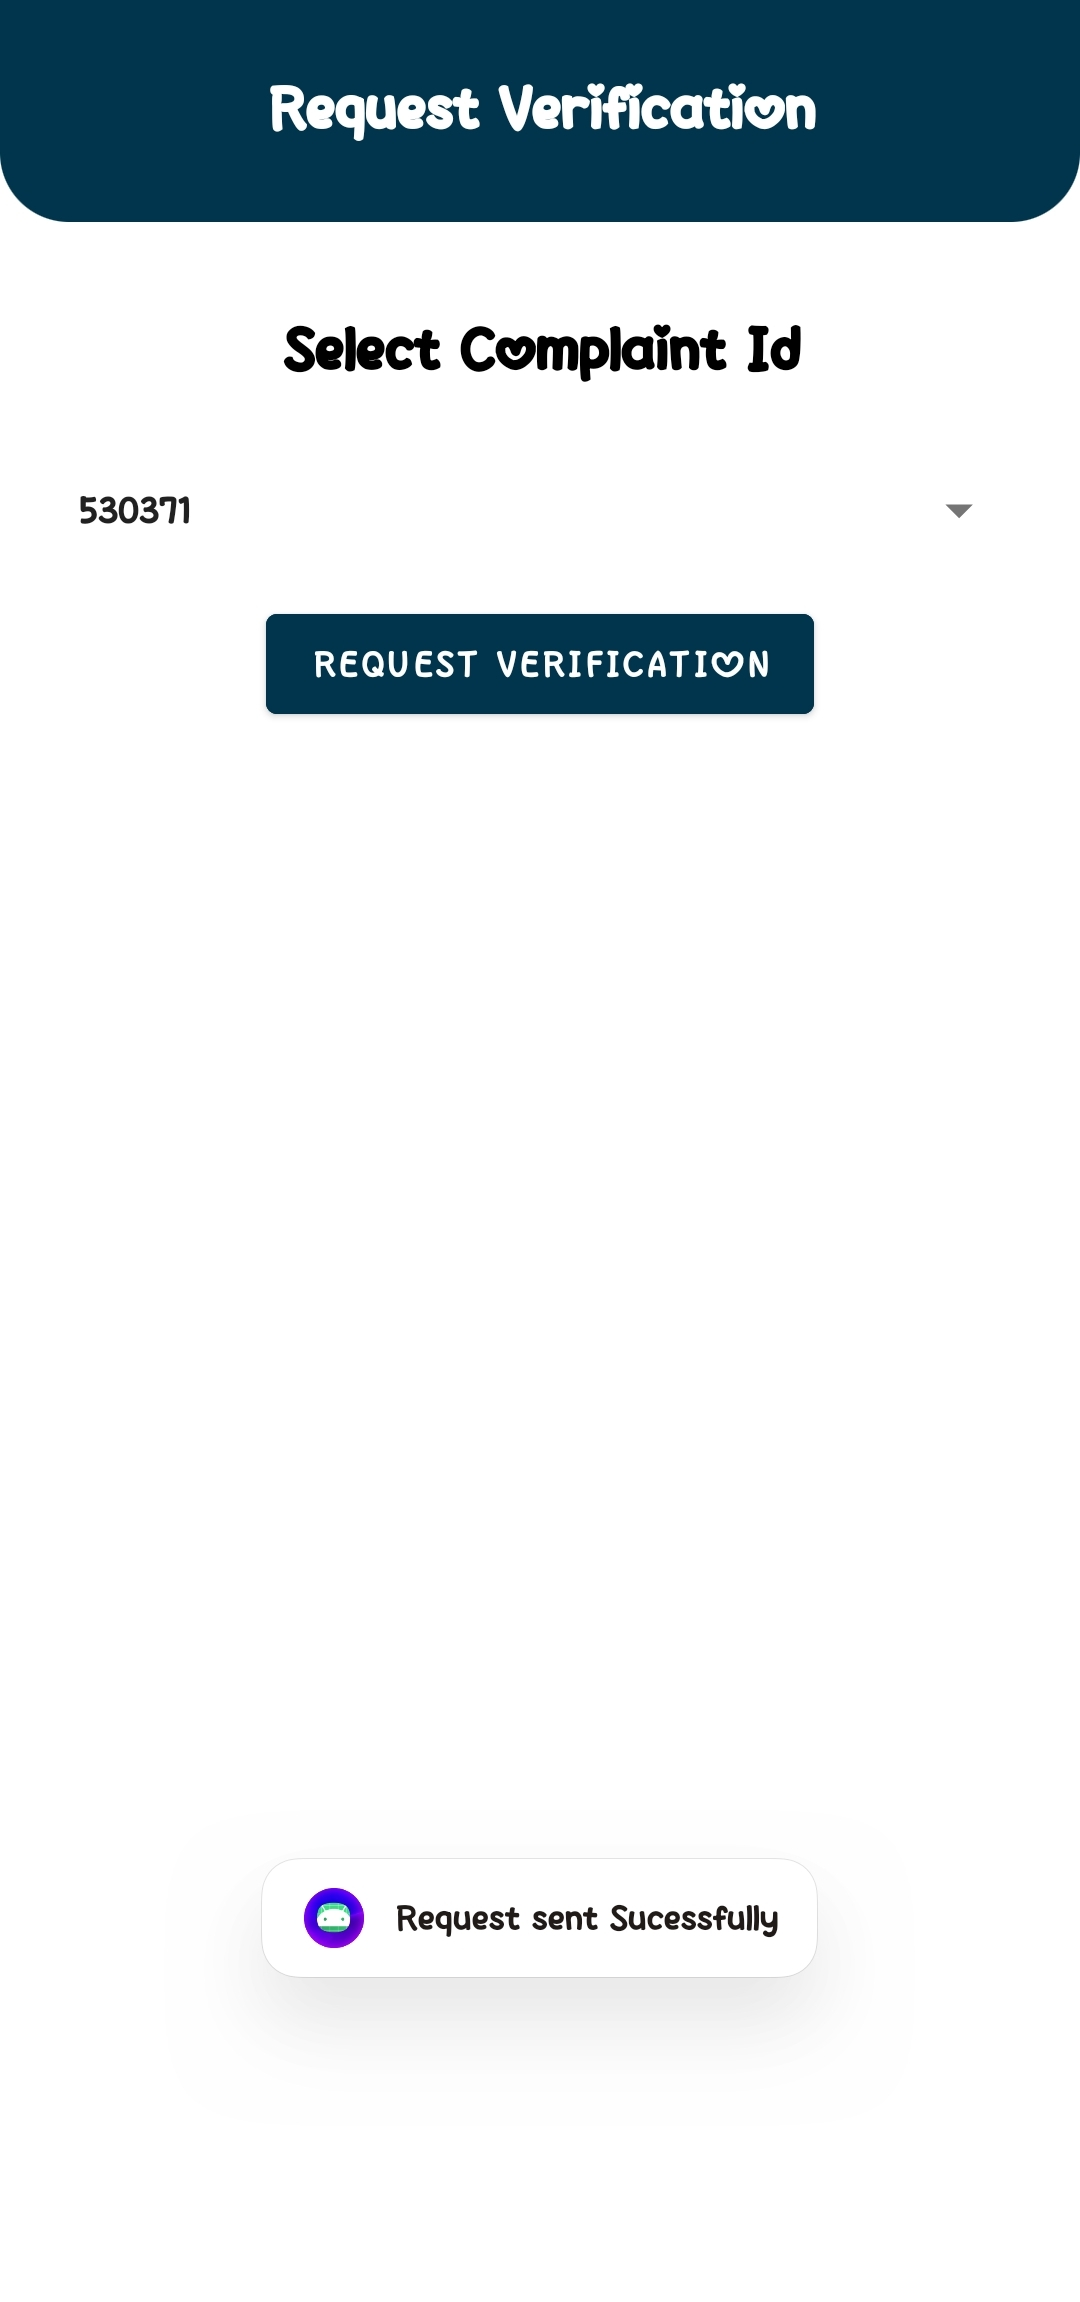 Request Verification
Select Complaint Id
530371
REQUEST VERIFICATION
Request sent Sucessfully